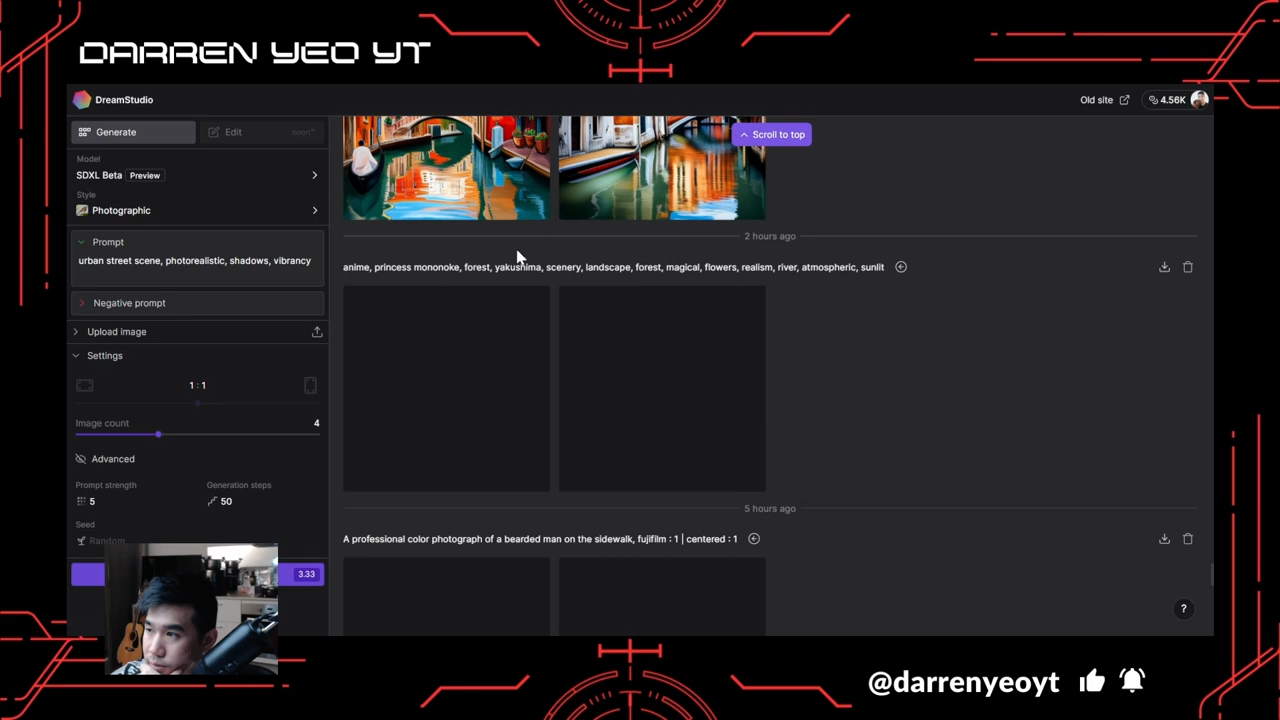 DARREN YEO YT
DreamStudio
Old site
4.56K
Generate
Edit
soon™
Scroll to top
Model
SDXL Beta Preview
Style
Photographic
Prompt
urban street scene, photorealistic, shadows, vibrancy
Negative prompt
Upload image
Settings
1 : 1
Image count
4
Advanced
Prompt strength
Generation steps
5
50
Seed
Random
3.33
2 hours ago
anime, princess mononoke, forest, yakushima, scenery, landscape, forest, magical, flowers, realism, river, atmospheric, sunlit
5 hours ago
A professional color photograph of a bearded man on the sidewalk, fujifilm : 1 | centered : 1
?
@darrenyeoyt